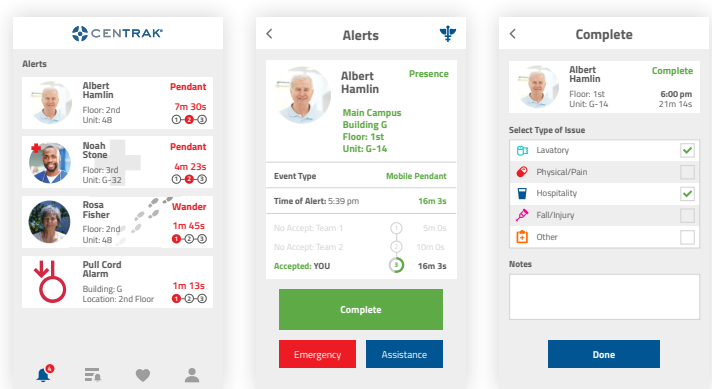 CENTRAK
Alerts
Albert
Hamlin
Pendant
Floor: 2nd
Unit: 48
7m 30s
1 2 3
Noah
Stone
Pendant
Floor: 3rd
Unit: G-32
4m 23s
1 2 3
Rosa
Fisher
Wander
Floor: 2nd
Unit: 48
1m 45s
1 2 3
Pull Cord
Alarm
Building: G
Location: 2nd Floor
1m 13s
1 2 3
Alerts
Albert
Hamlin
Presence
Main Campus
Building G
Floor: 1st
Unit: G-14
Event Type Mobile Pendant
Time of Alert: 5:39 pm 16m 3s
No Accept: Team 1 1 5m 0s
No Accept: Team 2 2 10m 0s
Accepted: YOU 3 16m 3s
Complete
Emergency Assistance
Complete
Albert
Hamlin
Complete
Floor: 1st 6:00 pm
Unit: G-14 21m 14s
Select Type of Issue
Lavatory
Physical/Pain
Hospitality
Fall/Injury
Other
Notes
Done